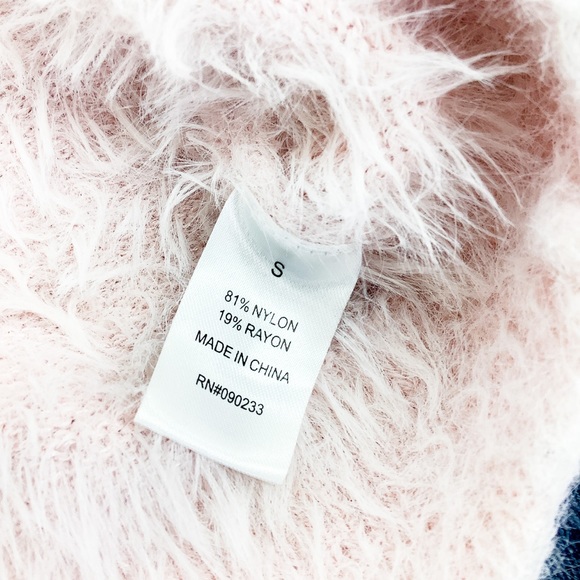 S
81% NYLON
19% RAYON
MADE IN CHINA
RN#090233